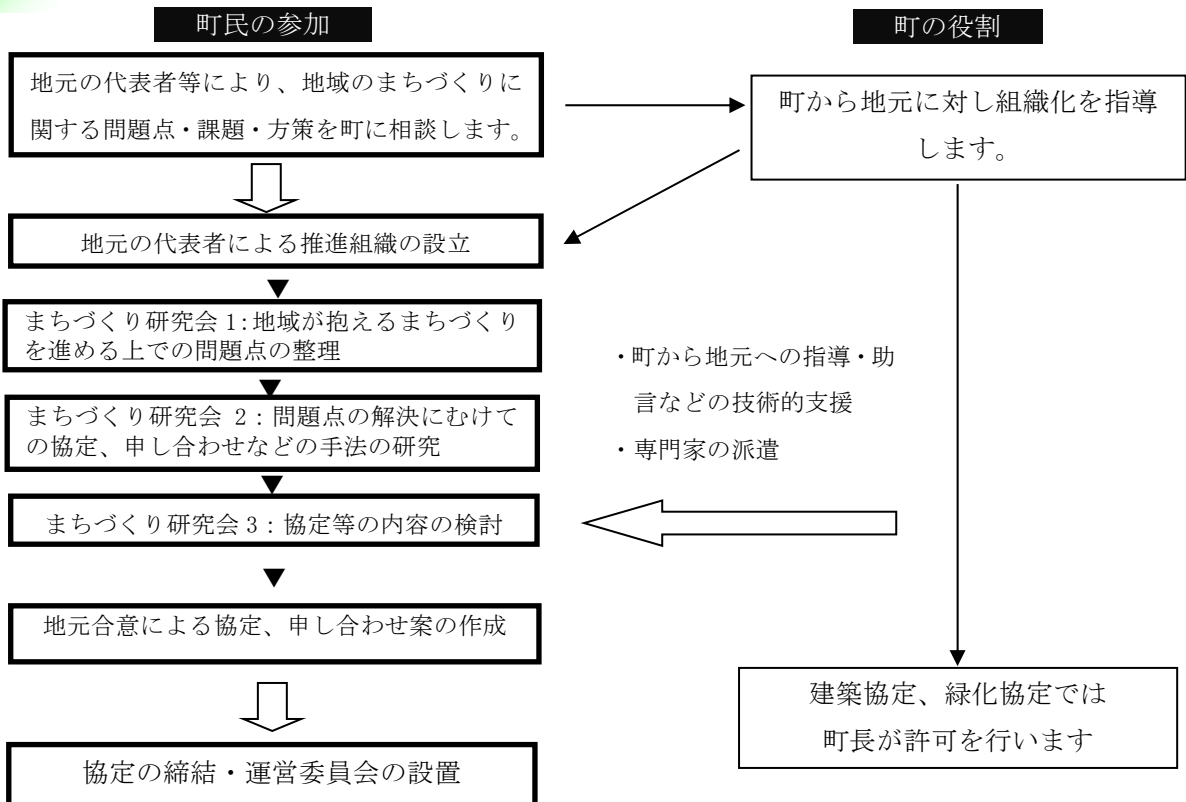 町民の参加
町の役割
地元の代表者等により、地域のまちづくりに
関する問題点・課題・方策を町に相談します。
町から地元に対し組織化を指導
します。
地元の代表者による推進組織の設立
まちづくり研究会1:地域が抱えるまちづくり
を進める上での問題点の整理
・町から地元への指導・助
言などの技術的支援
・専門家の派遣
まちづくり研究会 2：問題点の解決にむけて
の協定、申し合わせなどの手法の研究
まちづくり研究会3：協定等の内容の検討
地元合意による協定、申し合わせ案の作成
建築協定、緑化協定では
町長が許可を行います
協定の締結・運営委員会の設置